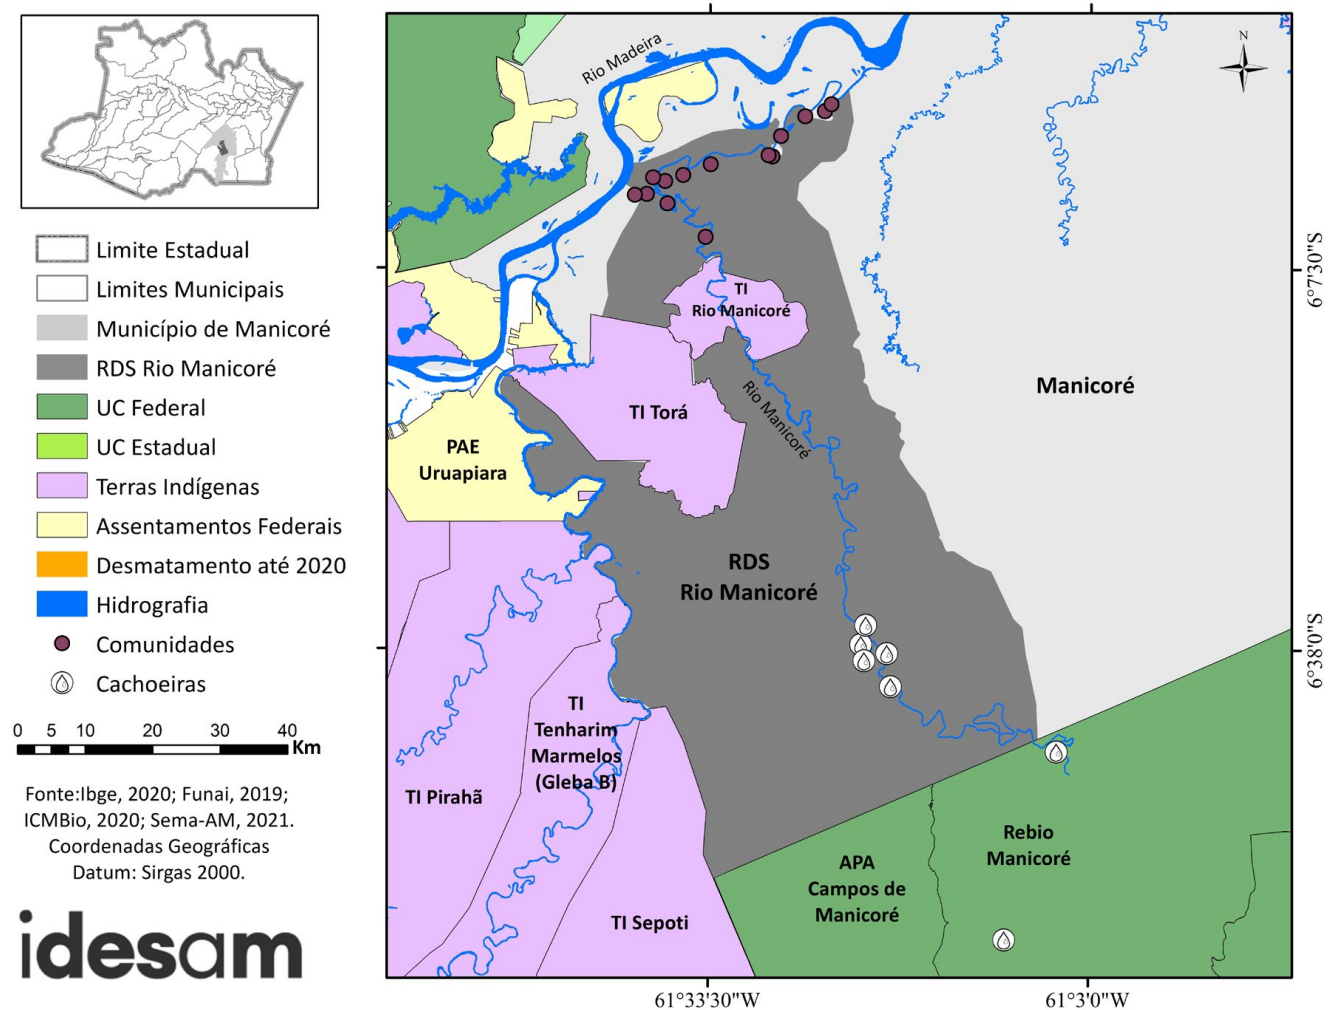 Limite Estadual
Limites Municipais
Município de Manicoré
RDS Rio Manicoré
UC Federal
UC Estadual
Terras Indígenas
Assentamentos Federais
Desmatamento até 2020
Hidrografia
Comunidades
Cachoeiras
0 5 10 20 30 40 Km
Fonte:Ibge, 2020; Funai, 2019;
ICMBio, 2020; Sema-AM, 2021.
Coordenadas Geográficas
Datum: Sirgas 2000.
idesam
Rio Madeira
N
TI
Rio Manicoré
TI Torá
Rio Manicoré
Manicoré
PAE
Uruapiara
RDS
Rio Manicoré
TI
Tenharim
Marmelos
(Gleba B)
TI Pirahã
TI Sepoti
APA
Campos de
Manicoré
Rebio
Manicoré
6°7'30"S
6°38'0"S
61°33'30"W
61°3'0"W